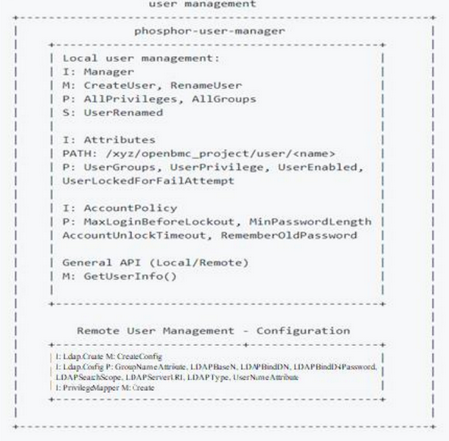 user management
phosphor-user-manager
Local user management:
I: Manager
M: CreateUser, RenameUser
P: AllPrivileges, AllGroups
S: UserRenamed
I: Attributes
PATH: /xyz/openbmc_project/user/<name>
P: UserGroups, UserPrivilege, UserEnabled,
UserLockedForFailAttempt
I: AccountPolicy
P: MaxLoginBeforeLockout, MinPasswordLength
AccountUnlockTimeout, RememberOldPassword
General API (Local/Remote)
M: GetUserInfo()
Remote User Management - Configuration
I: Ldap.Cruate M: CreateConfig
I: Ldap.Config P: GroupNameAttribute, LDAPBaseN, LDAPBindDN, LDAPBindDNPassword,
LDAPSearchScope, LDAPServerURI, LDAPType, UserNameAttribute
I: PrivilegeMapper M: Create